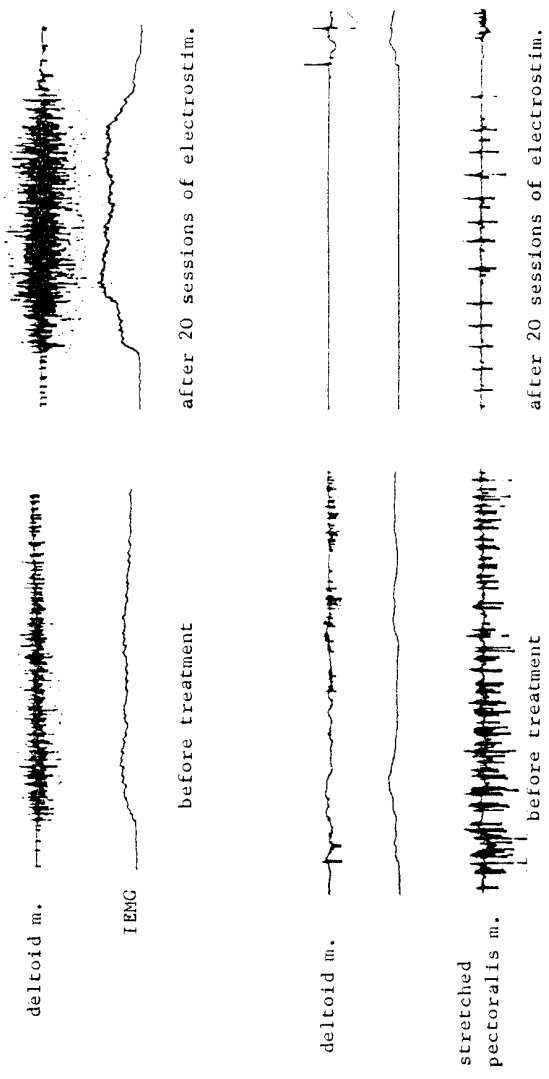 deltoid m.
IEMG
before treatment
after 20 sessions of electrostim.
deltoid m.
stretched
pectoralis m.
before treatment
after 20 sessions of electrostim.